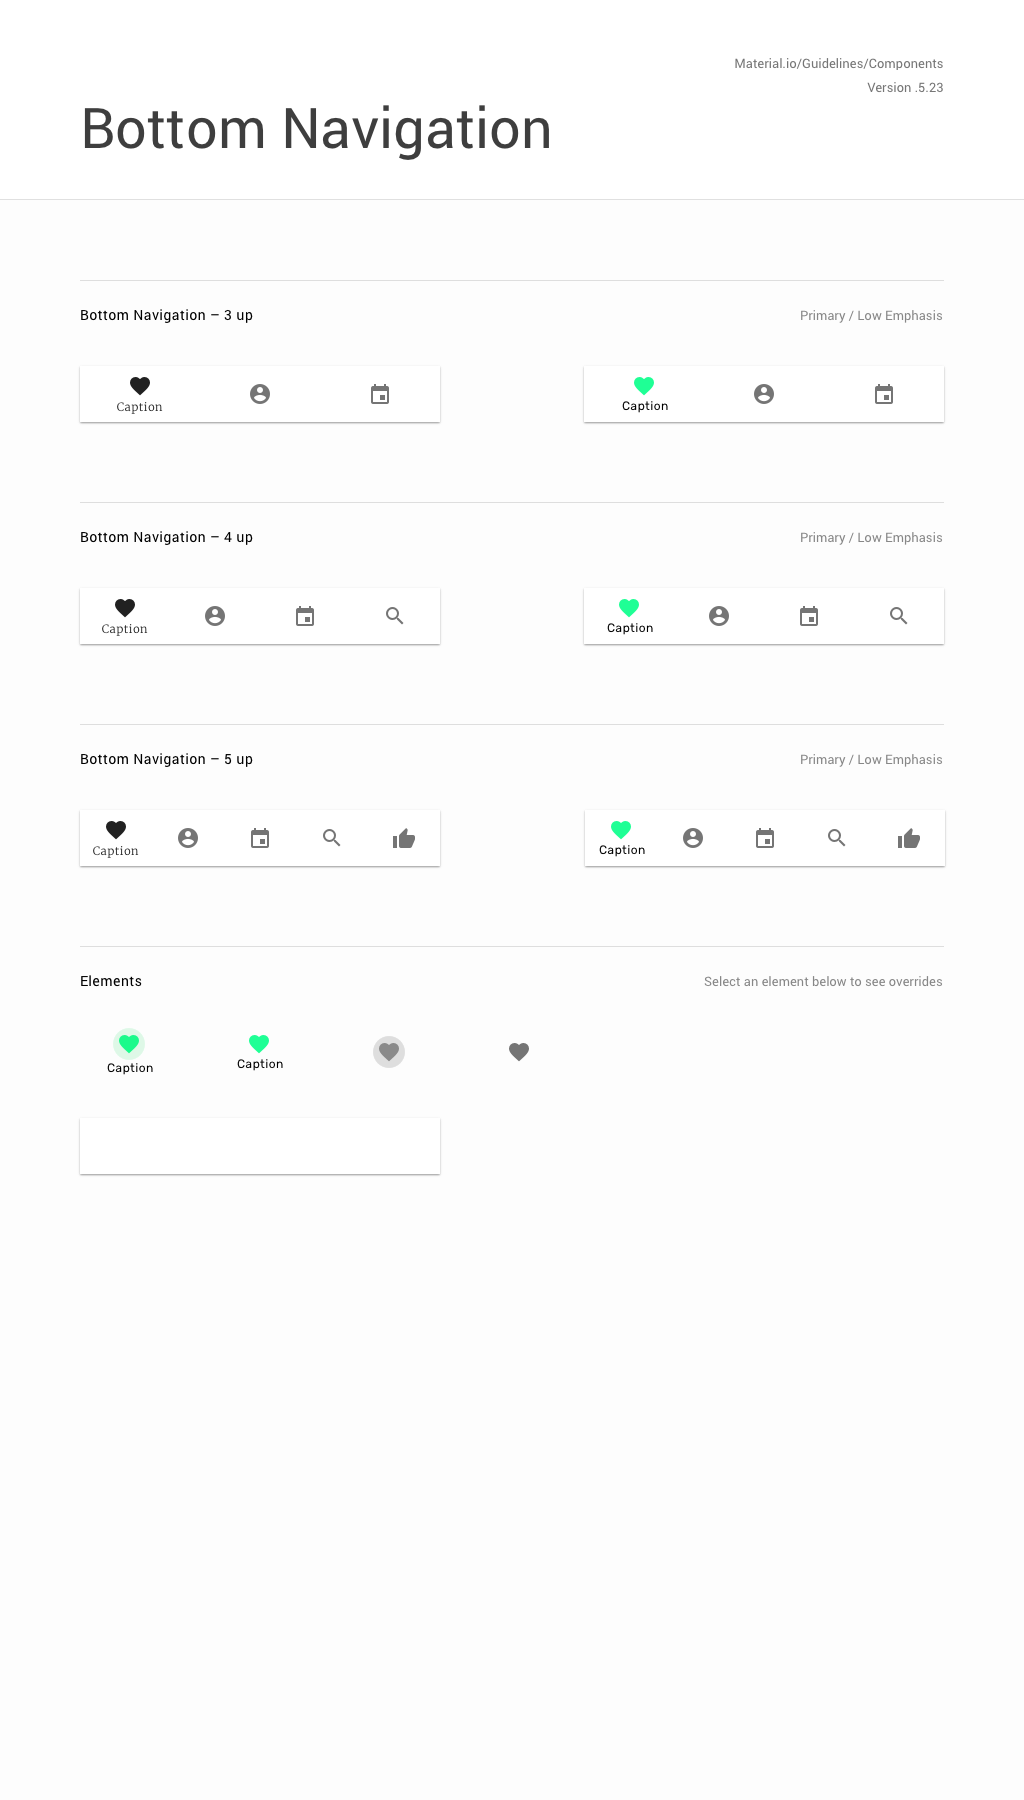 Material.io/Guidelines/Components
Version .5.23
Bottom Navigation
Bottom Navigation – 3 up
Primary / Low Emphasis
Caption
Caption
Bottom Navigation – 4 up
Primary / Low Emphasis
Caption
Caption
Bottom Navigation – 5 up
Primary / Low Emphasis
Caption
Caption
Elements
Select an element below to see overrides
Caption
Caption